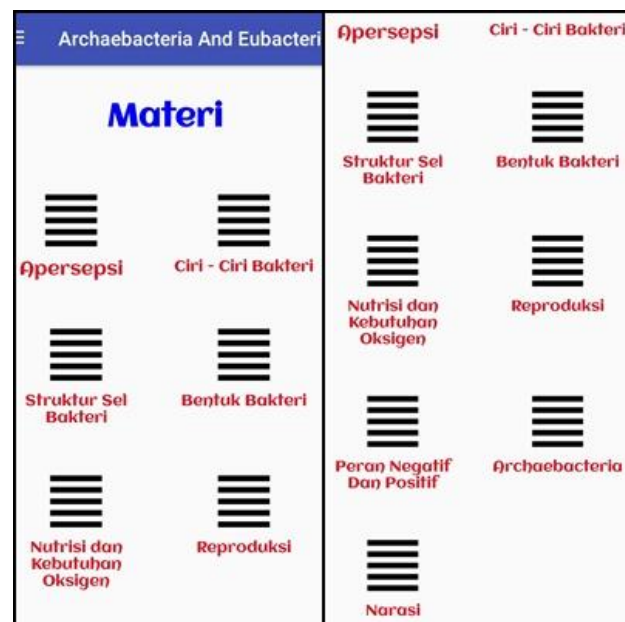 Archaebacteria And Eubacteri
Materi
Apersepsi
Ciri - Ciri Bakteri
Struktur Sel
Bakteri
Bentuk Bakteri
Nutrisi dan
Kebutuhan
Oksigen
Reproduksi
Apersepsi
Ciri - Ciri Bakteri
Struktur Sel
Bakteri
Bentuk Bakteri
Nutrisi dan
Kebutuhan
Oksigen
Reproduksi
Peran Negatif
Dan Positif
Archaebacteria
Narasi